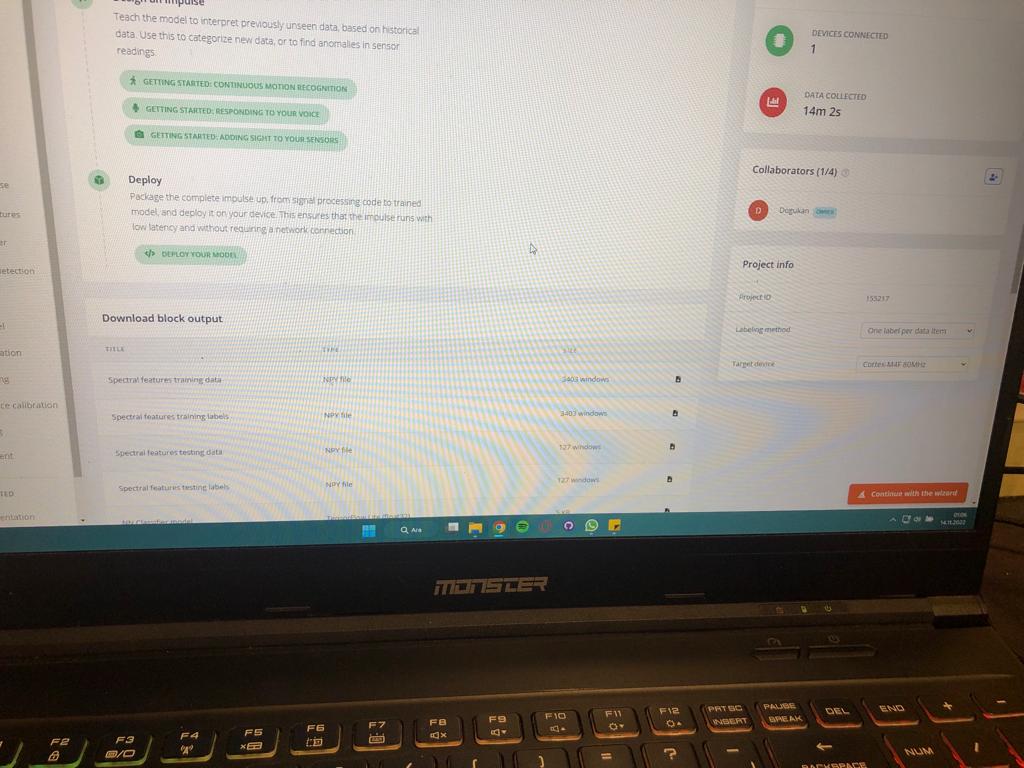 Design an impulse
Teach the model to interpret previously unseen data, based on historical
data. Use this to categorize new data, or to find anomalies in sensor
readings.
GETTING STARTED: CONTINUOUS MOTION RECOGNITION
GETTING STARTED: RESPONDING TO YOUR VOICE
GETTING STARTED: ADDING SIGHT TO YOUR SENSORS
Deploy
Package the complete impulse up, from signal processing code to trained
model, and deploy it on your device. This ensures that the impulse runs with
low latency and without requiring a network connection.
</> DEPLOY YOUR MODEL
Download block output
TITLE TYPE SIZE
Spectral features training data NPY file 3403 windows
Spectral features training labels NPY file 3403 windows
Spectral features testing data NPY file 127 windows
Spectral features testing labels NPY file 127 windows
NN Classifier model TensorFlow Lite (float32)
DEVICES CONNECTED
1
DATA COLLECTED
14m 2s
Collaborators (1/4)
D Dogukan OWNER
Project info
Project ID 155217
Labeling method One label per data item
Target device Cortex-M4F 80MHz
Continue with the wizard
se
tures
er
etection
el
ation
ng
ce calibration
s
ent
TED
entation
Ara
01:06
14.11.2022
MONSTER
F2
F3
F4
F5
F6
F7
F8
F9
F10
F11
F12
PRTSC
INSERT
PAUSE
BREAK
DEL
END
+
-
=
?
-
BACKSPACE
NUM
/